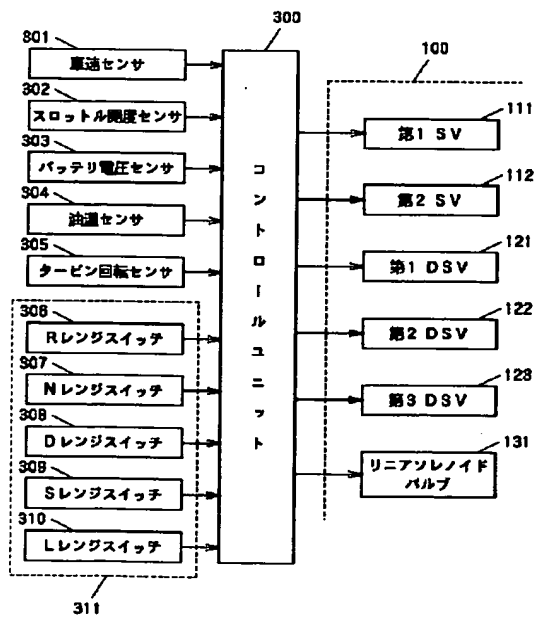 300
301
車速センサ
302
スロットル開度センサ
303
バッテリ電圧センサ
304
油温センサ
305
タービン回転センサ
306
Rレンジスイッチ
307
Nレンジスイッチ
308
Dレンジスイッチ
309
Sレンジスイッチ
310
Lレンジスイッチ
311
コントロールユニット
100
111
第1 SV
112
第2 SV
121
第1 DSV
122
第2 DSV
123
第3 DSV
131
リニアソレノイド
バルブ